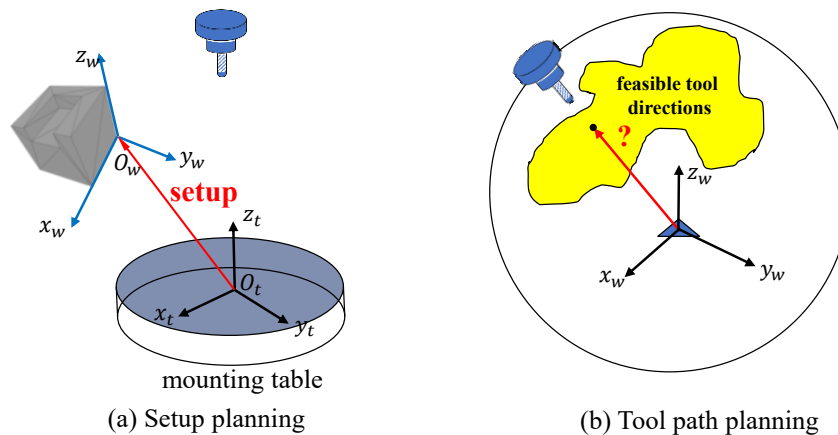 z_w
y_w
O_w
x_w
setup
z_t
O_t
x_t
y_t
mounting table
(a) Setup planning
feasible tool
directions
?
z_w
x_w
y_w
(b) Tool path planning